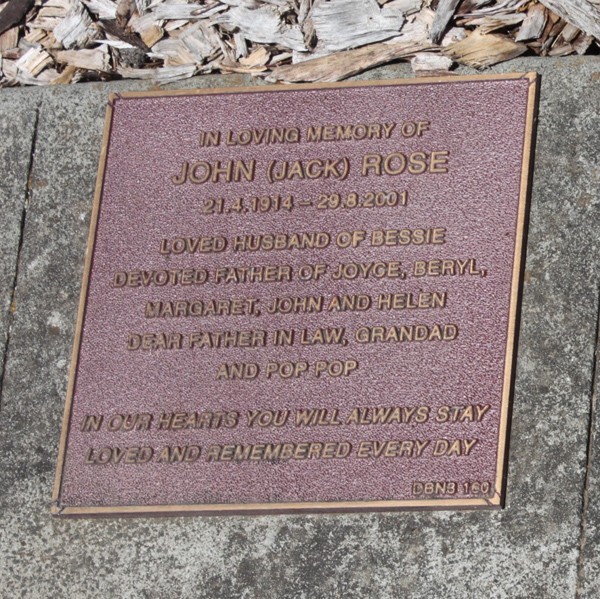 IN LOVING MEMORY OF
JOHN (JACK) ROSE
21.4.1914 – 29.8.2001
LOVED HUSBAND OF BESSIE
DEVOTED FATHER OF JOYCE, BERYL,
MARGARET, JOHN AND HELEN
DEAR FATHER IN LAW, GRANDAD
AND POP POP
IN OUR HEARTS YOU WILL ALWAYS STAY
LOVED AND REMEMBERED EVERY DAY